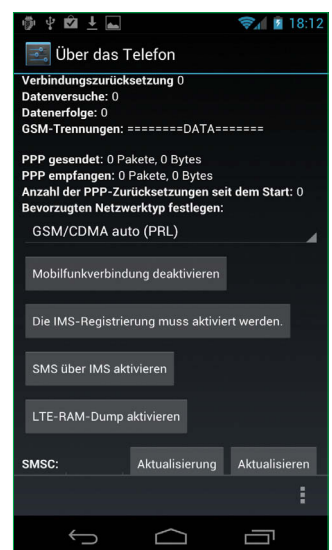 18:12
Über das Telefon
Verbindungszurücksetzung 0
Datenversuche: 0
Datenerfolge: 0
GSM-Trennungen: ========DATA=======
PPP gesendet: 0 Pakete, 0 Bytes
PPP empfangen: 0 Pakete, 0 Bytes
Anzahl der PPP-Zurücksetzungen seit dem Start: 0
Bevorzugten Netzwerktyp festlegen:
GSM/CDMA auto (PRL)
Mobilfunkverbindung deaktivieren
Die IMS-Registrierung muss aktiviert werden.
SMS über IMS aktivieren
LTE-RAM-Dump aktivieren
SMSC: Aktualisierung Aktualisieren